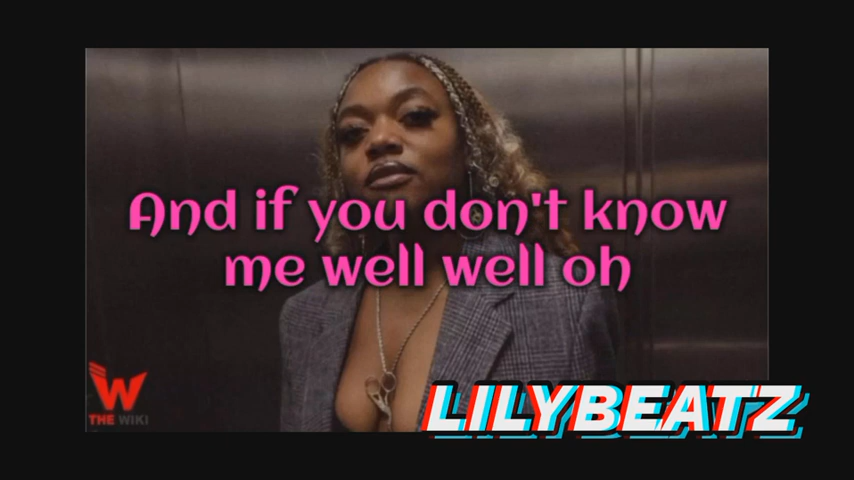 And if you don't know
me well well oh
W
THE WIKI
LILYBEATZ